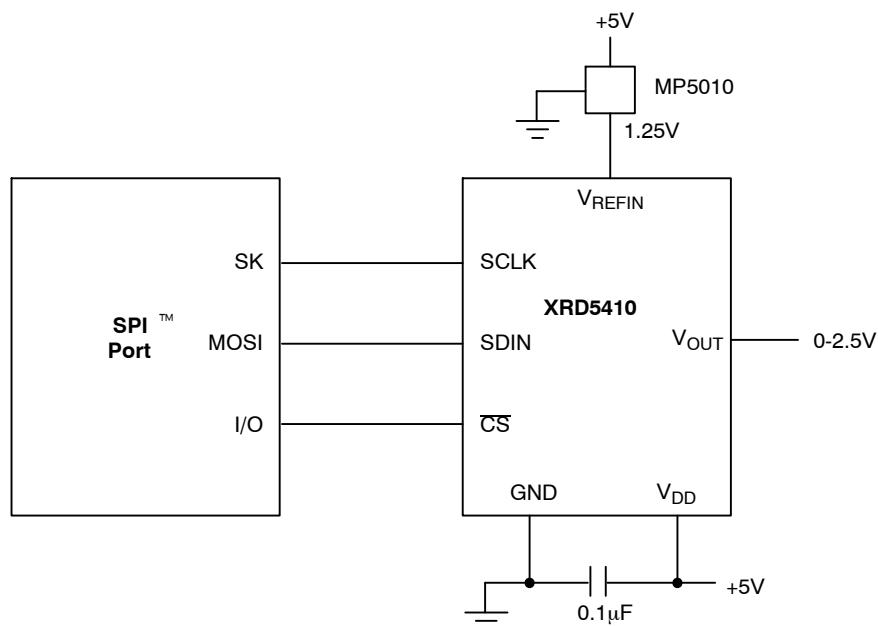 +5V
MP5010
1.25V
VREFIN
SK
SCLK
XRD5410
SPI ™
Port
MOSI
SDIN
VOUT
0-2.5V
I/O
CS
GND
VDD
+5V
0.1µF